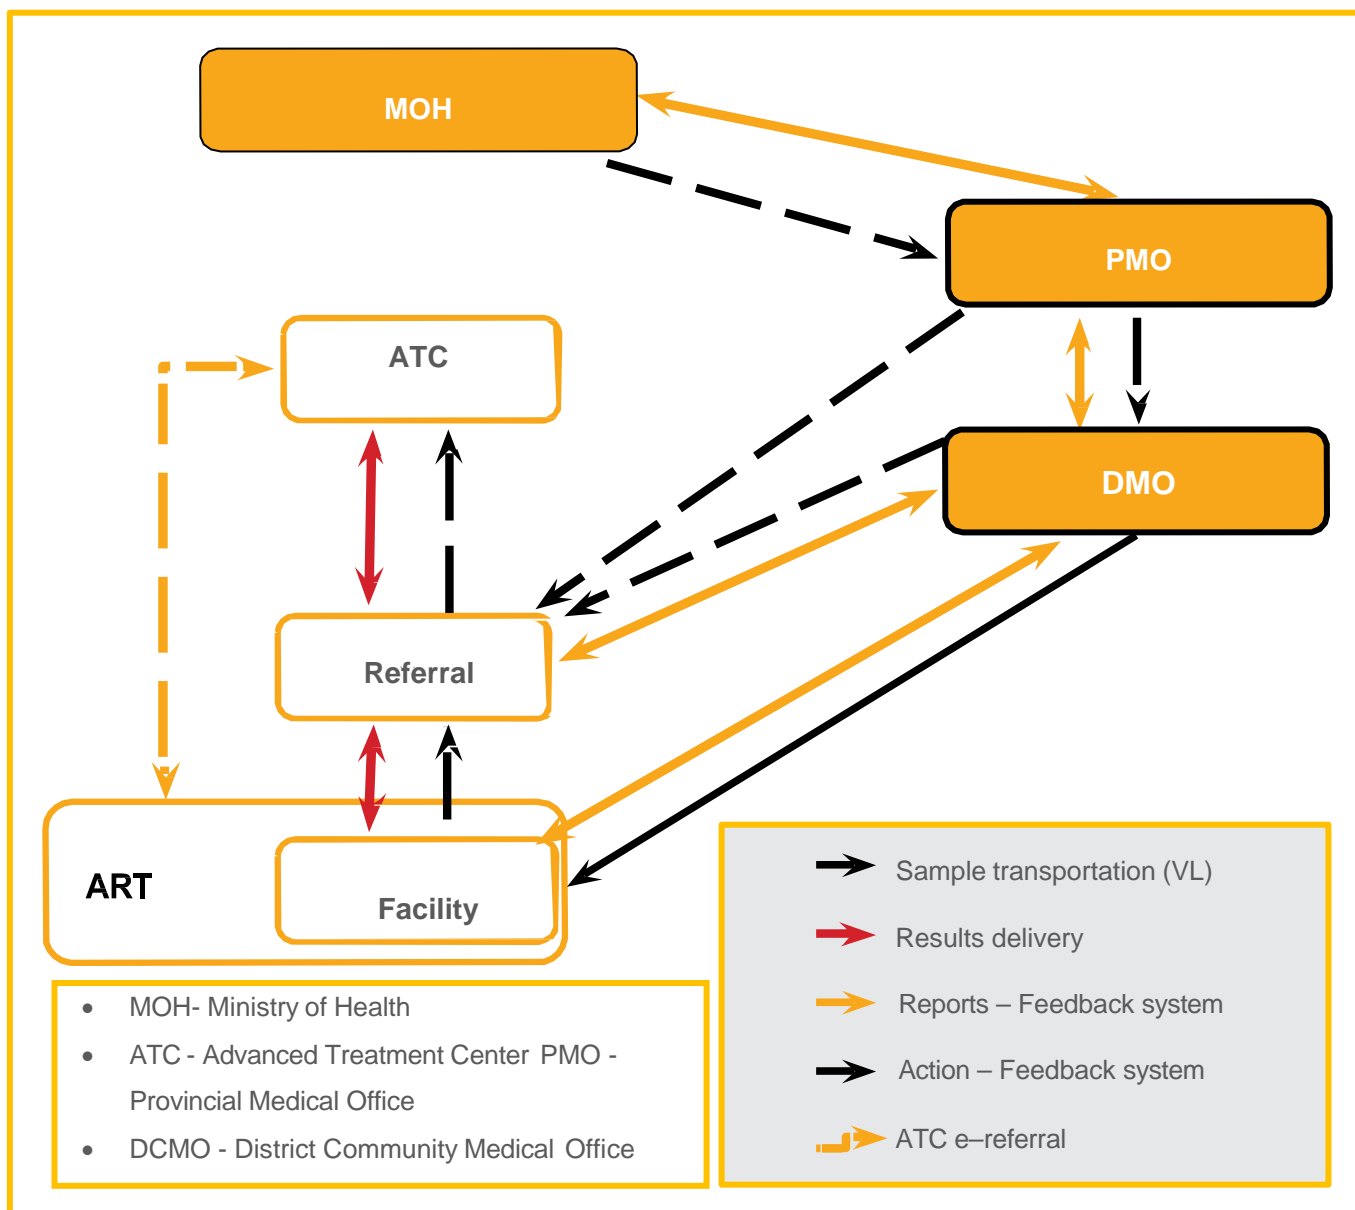 MOH
PMO
ATC
DMO
Referral
ART
Facility
Sample transportation (VL)
Results delivery
Reports – Feedback system
Action – Feedback system
ATC e–referral
• MOH- Ministry of Health
• ATC - Advanced Treatment Center PMO -
Provincial Medical Office
• DCMO - District Community Medical Office